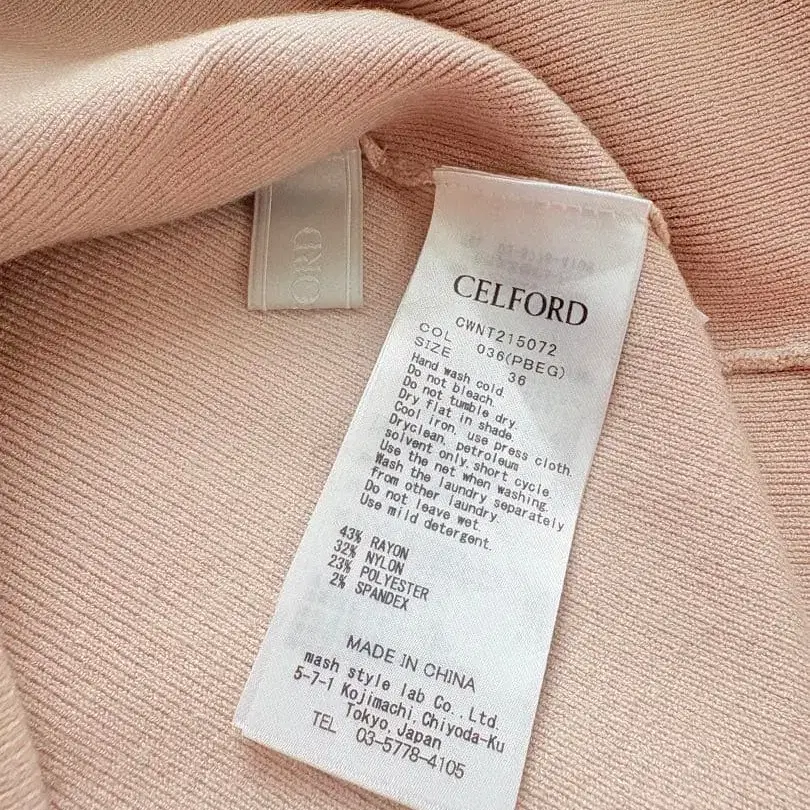 ORD
CELFORD
CWNT215072
COL 036(PBEG)
SIZE 36
Hand wash cold.
Do not bleach.
Do not tumble dry.
Dry flat in shade.
Cool iron. use press cloth.
Dryclean, petroleum
solvent only,short cycle.
Use the net when washing.
Wash the laundry separately
from other laundry.
Do not leave wet.
Use mild detergent.
43% RAYON
32% NYLON
23% POLYESTER
2% SPANDEX
MADE IN CHINA
mash style lab Co.,Ltd.
5-7-1 Kojimachi,Chiyoda-Ku
Tokyo,Japan
TEL 03-5778-4105